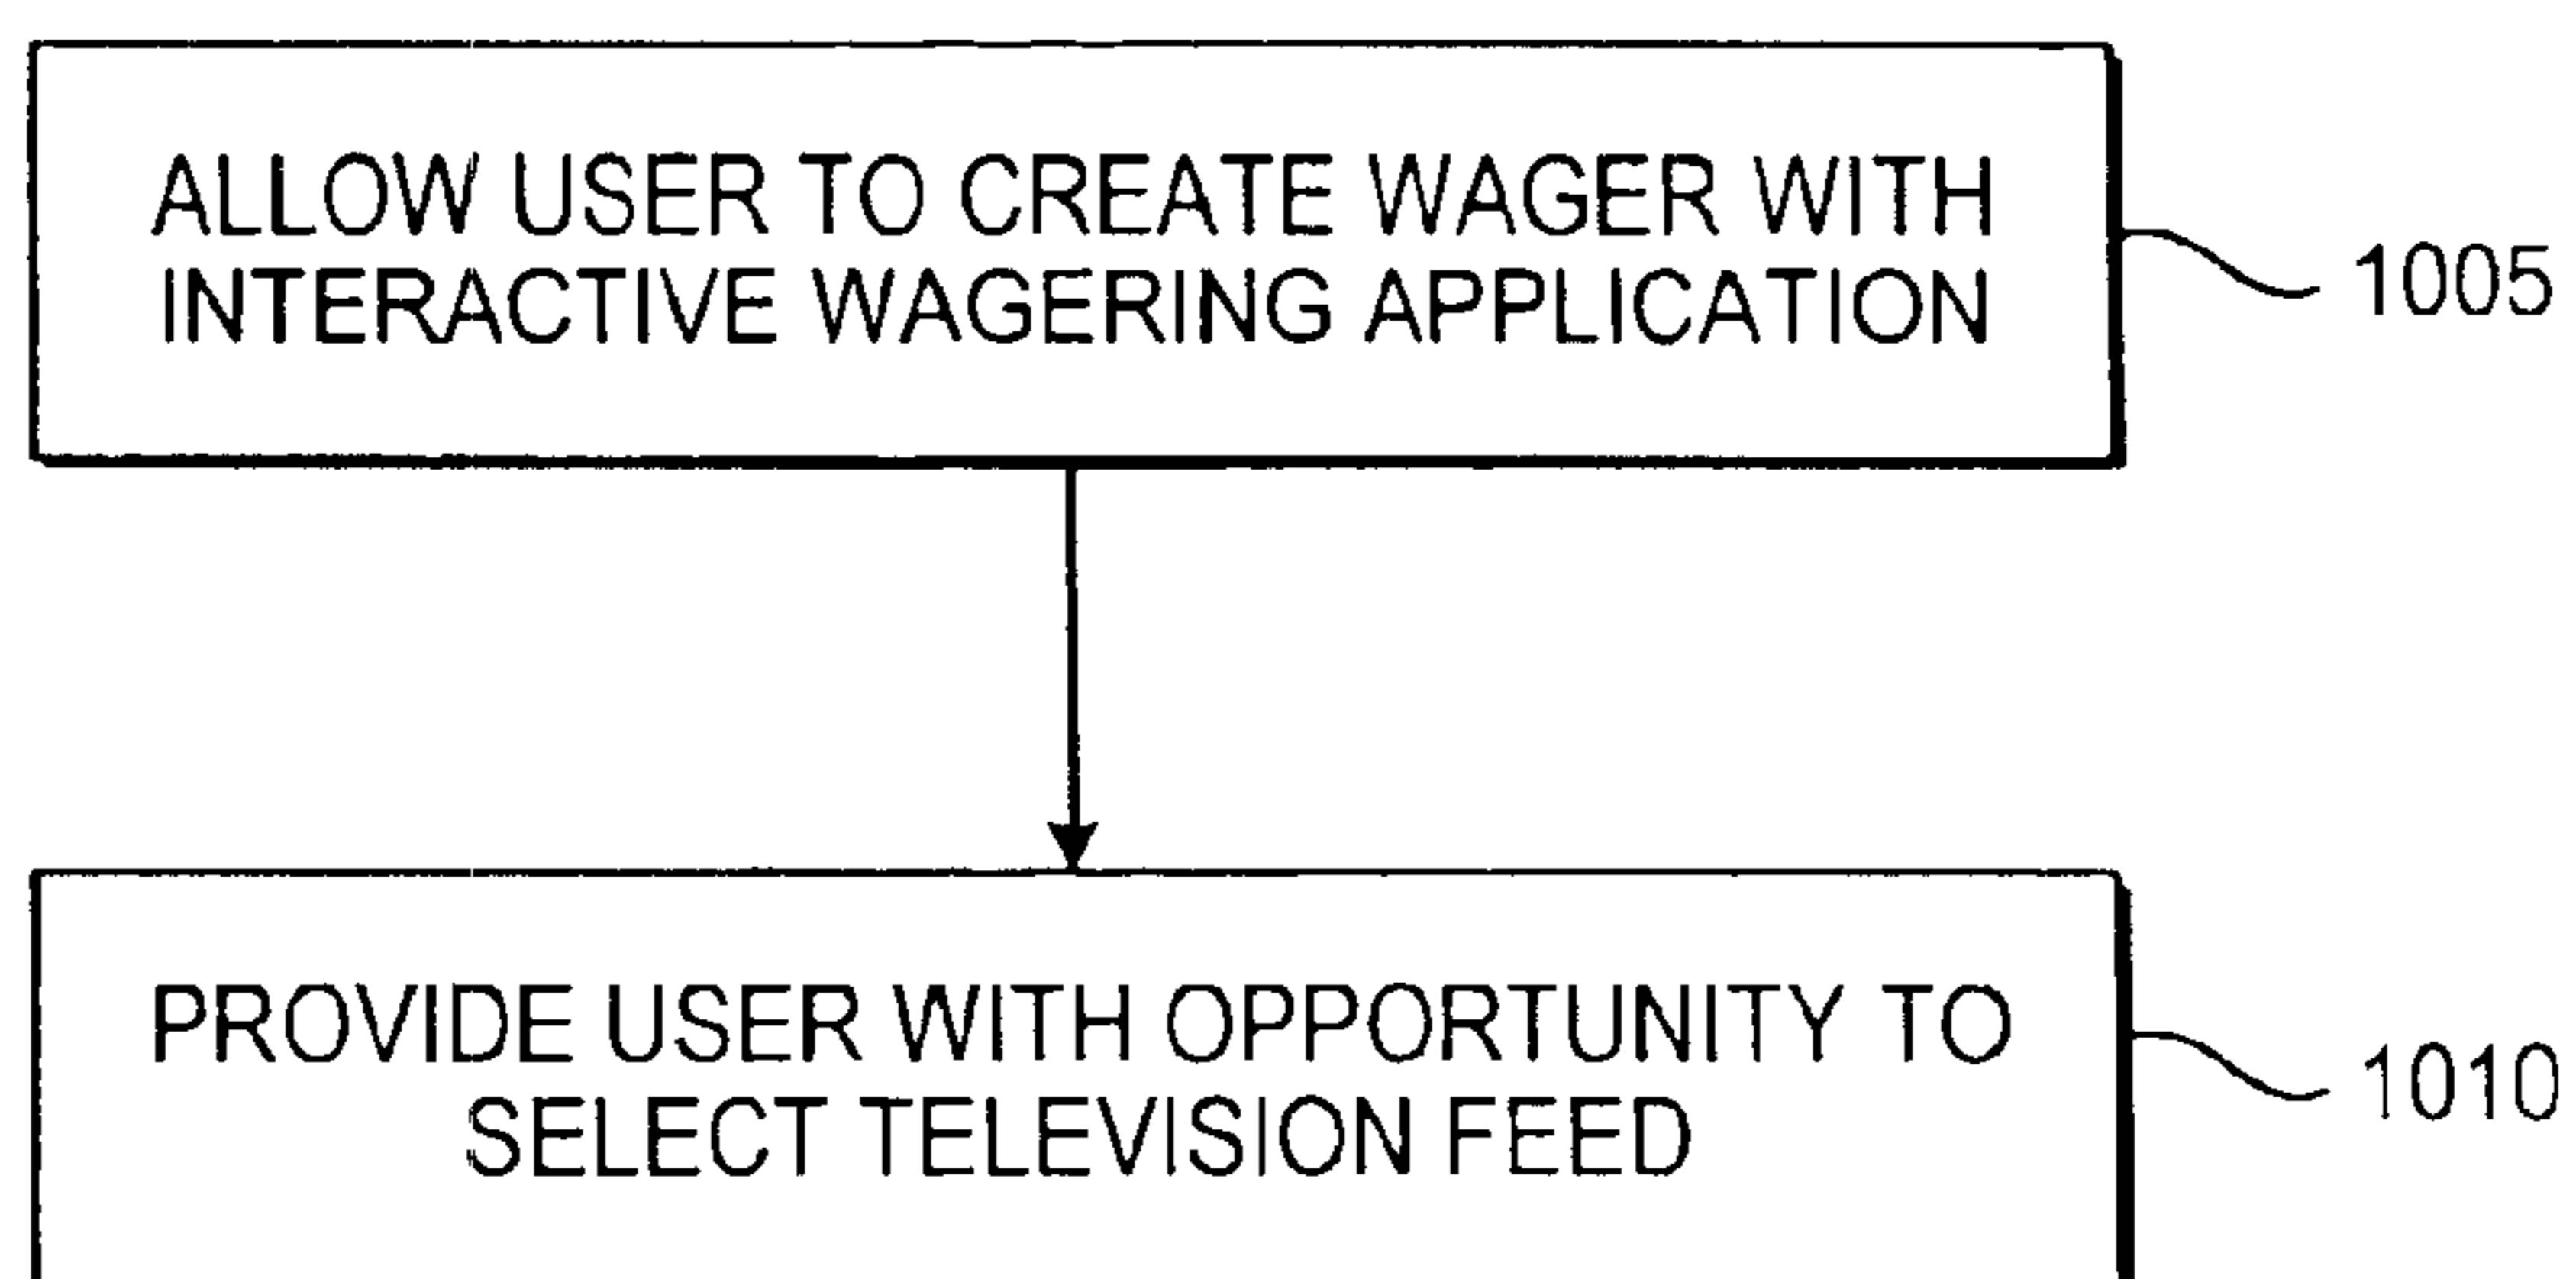 ALLOW USER TO CREATE WAGER WITH
INTERACTIVE WAGERING APPLICATION
1005
PROVIDE USER WITH OPPORTUNITY TO
SELECT TELEVISION FEED
1010